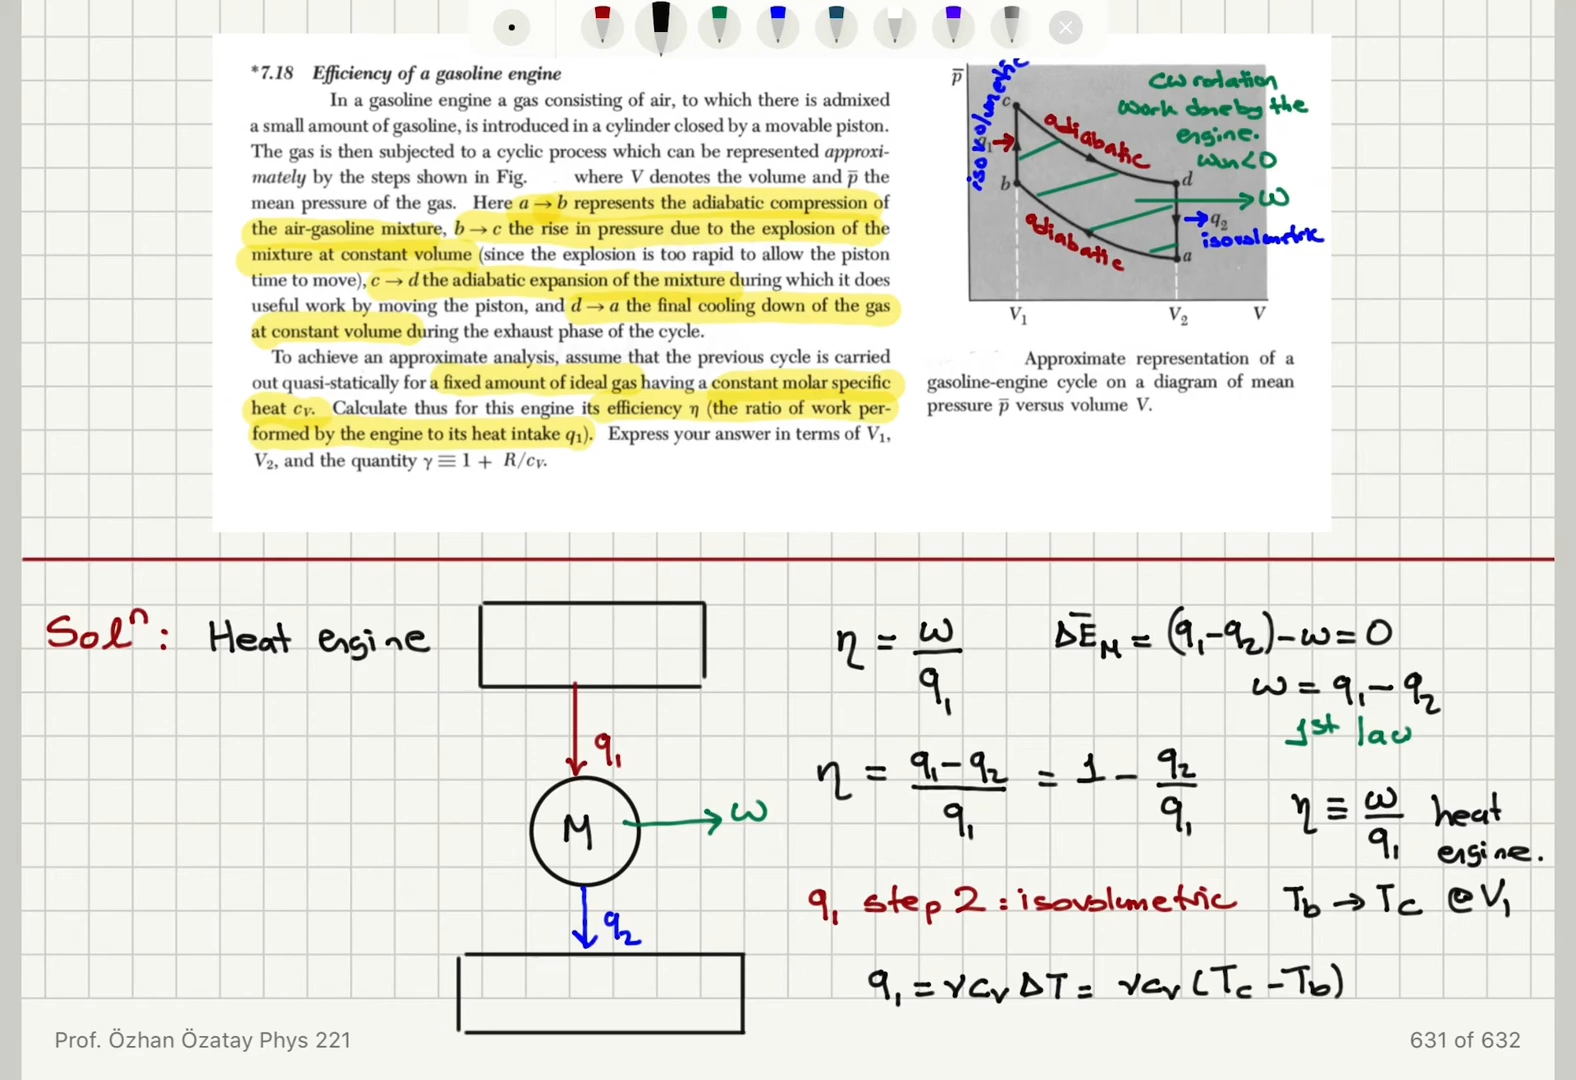 *7.18 Efficiency of a gasoline engine
In a gasoline engine a gas consisting of air, to which there is admixed
a small amount of gasoline, is introduced in a cylinder closed by a movable piston.
The gas is then subjected to a cyclic process which can be represented approxi-
mately by the steps shown in Fig. where V denotes the volume and p̅ the
mean pressure of the gas. Here a → b represents the adiabatic compression of
the air-gasoline mixture, b → c the rise in pressure due to the explosion of the
mixture at constant volume (since the explosion is too rapid to allow the piston
time to move), c → d the adiabatic expansion of the mixture during which it does
useful work by moving the piston, and d → a the final cooling down of the gas
at constant volume during the exhaust phase of the cycle.
To achieve an approximate analysis, assume that the previous cycle is carried
out quasi-statically for a fixed amount of ideal gas having a constant molar specific
heat c_V. Calculate thus for this engine its efficiency η (the ratio of work per-
formed by the engine to its heat intake q₁). Express your answer in terms of V₁,
V₂, and the quantity γ ≡ 1 + R/c_V.
p̅
isovolumetric
c
adiabatic
CW rotation
work done by the
engine.
b
d
ω
q₂
isovolumetric
adiabatic
a
V₁
V₂
V
Approximate representation of a
gasoline-engine cycle on a diagram of mean
pressure p̅ versus volume V.
Solⁿ: Heat engine
q₁
M
ω
q₂
η = ω/q₁
ΔE̅_M = (q₁-q₂)-ω = 0
ω = q₁-q₂
1st law
η = (q₁-q₂)/q₁ = 1 - q₂/q₁
η ≡ ω/q₁ heat
engine.
q₁ step 2: isovolumetric T_b → T_c @V₁
q₁ = νc_v ΔT = νc_v (T_c - T_b)
Prof. Özhan Özatay Phys 221
631 of 632